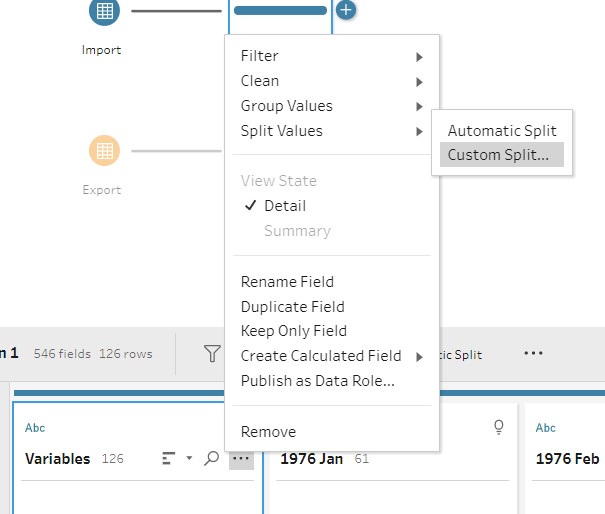 Import
Filter
Clean
Group Values
Split Values
Automatic Split
Custom Split...
View State
Detail
Export
Summary
Rename Field
Duplicate Field
Keep Only Field
n 1 546 fields 126 rows
Create Calculated Field
tic Split
Publish as Data Role...
Remove
Abc
Abc
Variables 126
1976 Jan 61
1976 Feb